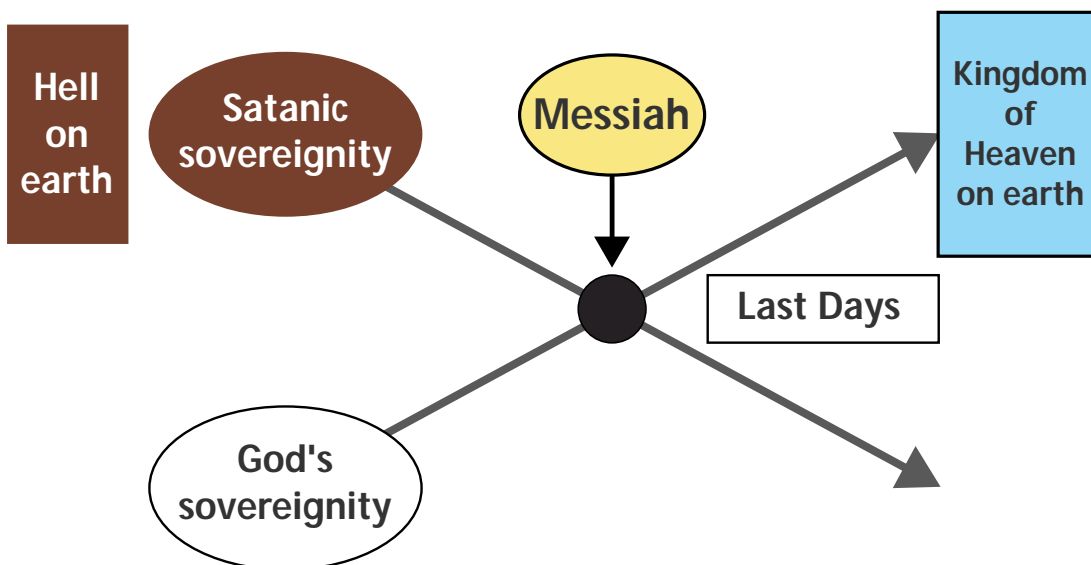 Hell
on
earth
Satanic
sovereignity
Messiah
Kingdom
of
Heaven
on earth
Last Days
God's
sovereignity